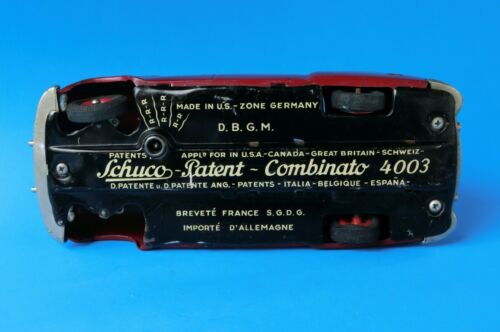 R-R-R
R-R-R
R-R-R
MADE IN U.S.-ZONE GERMANY
D.B.G.M.
PATENTS APPLD FOR IN U.S.A.-CANADA-GREAT BRITAIN-SCHWEIZ-
Schuco-Patent-Combinato 4003
D.PATENTE u. D.PATENTE ANG.- PATENTS - ITALIA-BELGIQUE - ESPAÑA-
BREVETÉ FRANCE S.G.D.G.
IMPORTÉ D'ALLEMAGNE